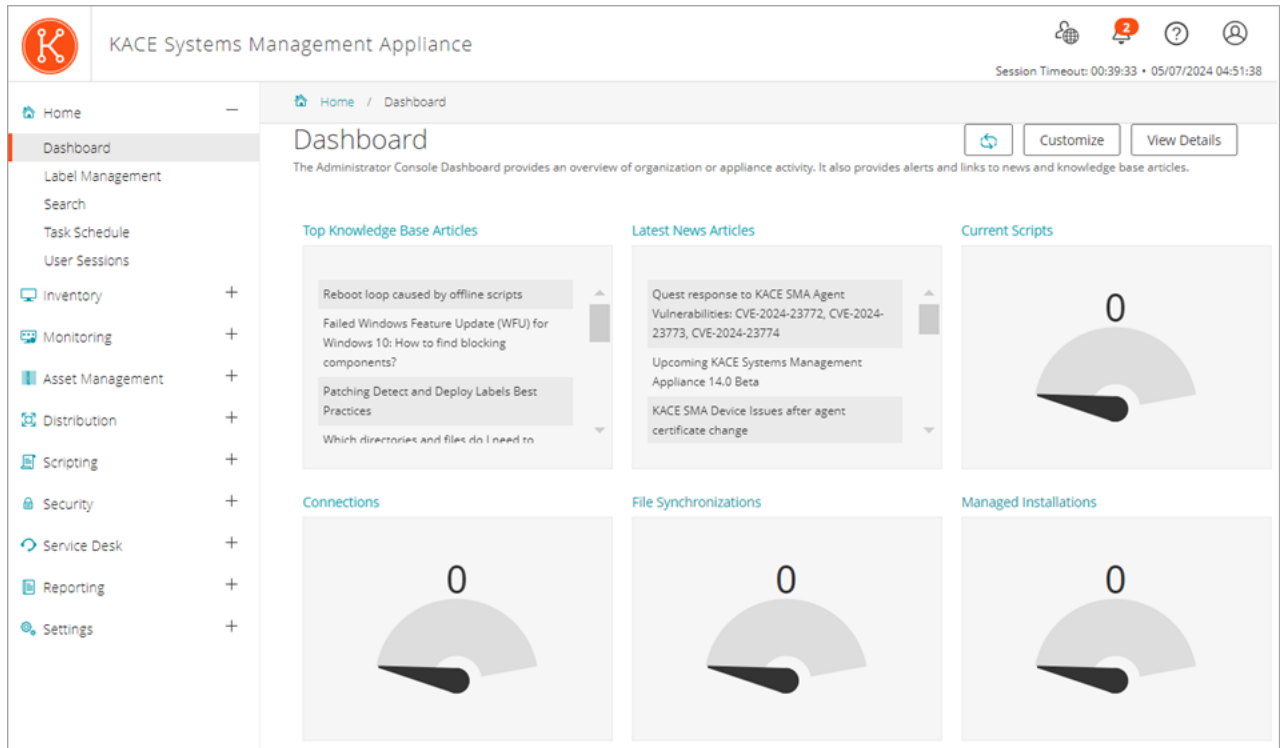 KACE Systems Management Appliance
2
Session Timeout: 00:39:33 • 05/07/2024 04:51:38
Home
Dashboard
Label Management
Search
Task Schedule
User Sessions
Inventory
Monitoring
Asset Management
Distribution
Scripting
Security
Service Desk
Reporting
Settings
Home / Dashboard
Dashboard
Customize
View Details
The Administrator Console Dashboard provides an overview of organization or appliance activity. It also provides alerts and links to news and knowledge base articles.
Top Knowledge Base Articles
Reboot loop caused by offline scripts
Failed Windows Feature Update (WFU) for
Windows 10: How to find blocking
components?
Patching Detect and Deploy Labels Best
Practices
Which directories and files do I need to
Latest News Articles
Quest response to KACE SMA Agent
Vulnerabilities: CVE-2024-23772, CVE-2024-
23773, CVE-2024-23774
Upcoming KACE Systems Management
Appliance 14.0 Beta
KACE SMA Device Issues after agent
certificate change
Current Scripts
0
Connections
0
File Synchronizations
0
Managed Installations
0